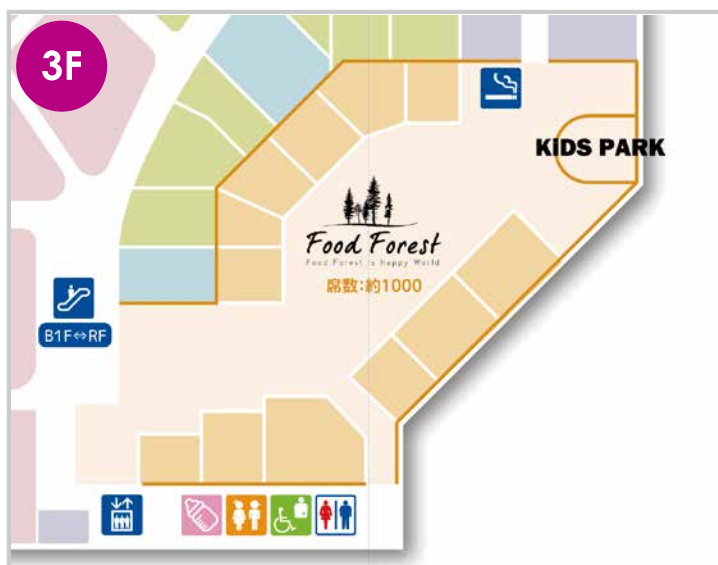 3F
KiDS PARK
Food Forest
Food Forest is Happy World
席数:約1000
B1F⇔RF